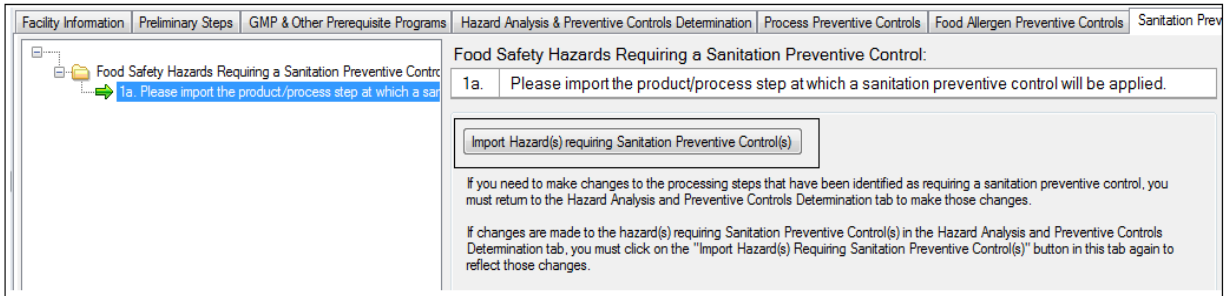 Facility Information Preliminary Steps GMP & Other Prerequisite Programs Hazard Analysis & Preventive Controls Determination Process Preventive Controls Food Allergen Preventive Controls Sanitation Prev
Food Safety Hazards Requiring a Sanitation Preventive Contrc
1a. Please import the product/process step at which a sar
Food Safety Hazards Requiring a Sanitation Preventive Control:
1a. Please import the product/process step at which a sanitation preventive control will be applied.
Import Hazard(s) requiring Sanitation Preventive Control(s)
If you need to make changes to the processing steps that have been identified as requiring a sanitation preventive control, you
must return to the Hazard Analysis and Preventive Controls Determination tab to make those changes.
If changes are made to the hazard(s) requiring Sanitation Preventive Control(s) in the Hazard Analysis and Preventive Controls
Determination tab, you must click on the "Import Hazard(s) Requiring Sanitation Preventive Control(s)" button in this tab again to
reflect those changes.